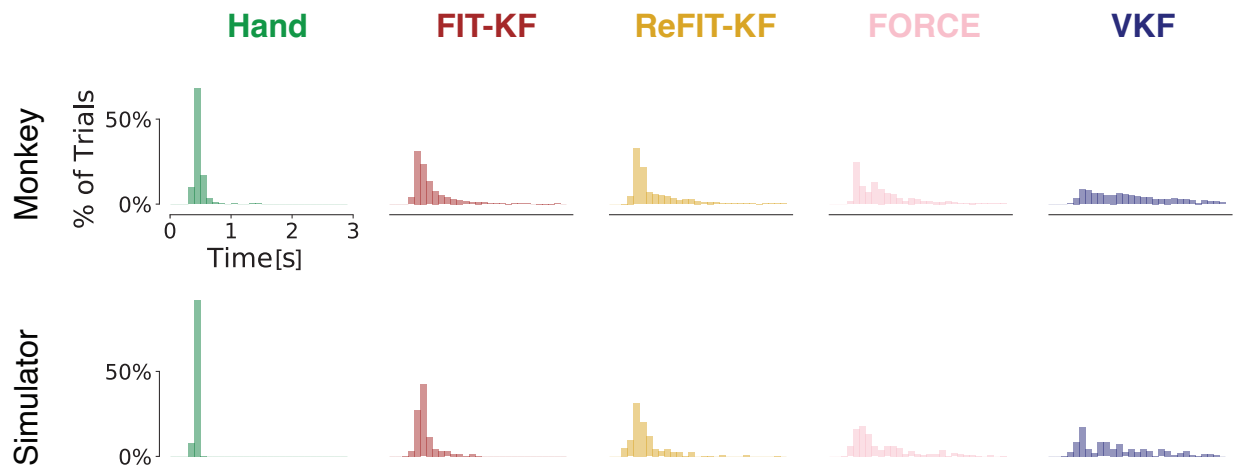 Hand FIT-KF ReFIT-KF FORCE VKF
Monkey
% of Trials
50%
0%
0 1 2 3
Time[s]
Simulator
50%
0%